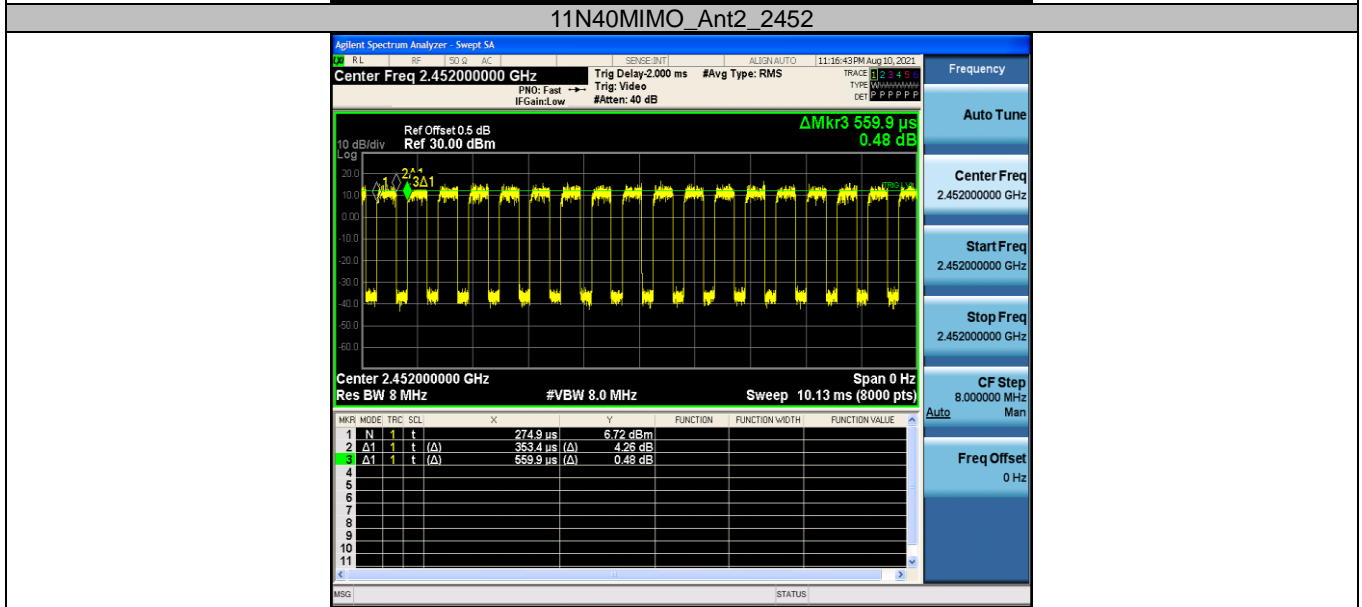 11N40MIMO_Ant2_2452
Agilent Spectrum Analyzer - Swept SA
RL RF 50 Ω AC SENSE:INT ALIGN AUTO 11:16:43 PM Aug 10, 2021
Center Freq 2.452000000 GHz
PNO: Fast
IFGain:Low
Trig Delay-2.000 ms
Trig: Video
#Atten: 40 dB
#Avg Type: RMS
TRACE 1 2 3 4 5 6
TYPE WWWWWW
DET P P P P P P
Frequency
Auto Tune
Center Freq
2.452000000 GHz
Start Freq
2.452000000 GHz
Stop Freq
2.452000000 GHz
CF Step
8.000000 MHz
Auto Man
Freq Offset
0 Hz
ΔMkr3 559.9 µs
0.48 dB
Ref Offset 0.5 dB
10 dB/div Ref 30.00 dBm
Log
20.0
10.0
0.00
-10.0
-20.0
-30.0
-40.0
-50.0
-60.0
1
2Δ1
3Δ1
Center 2.452000000 GHz Span 0 Hz
Res BW 8 MHz #VBW 8.0 MHz Sweep 10.13 ms (8000 pts)
MKR MODE TRC SCL X Y FUNCTION FUNCTION WIDTH FUNCTION VALUE
1 N 1 t 274.9 µs 6.72 dBm
2 Δ1 1 t (Δ) 353.4 µs (Δ) 4.26 dB
3 Δ1 1 t (Δ) 559.9 µs (Δ) 0.48 dB
4
5
6
7
8
9
10
11
MSG STATUS